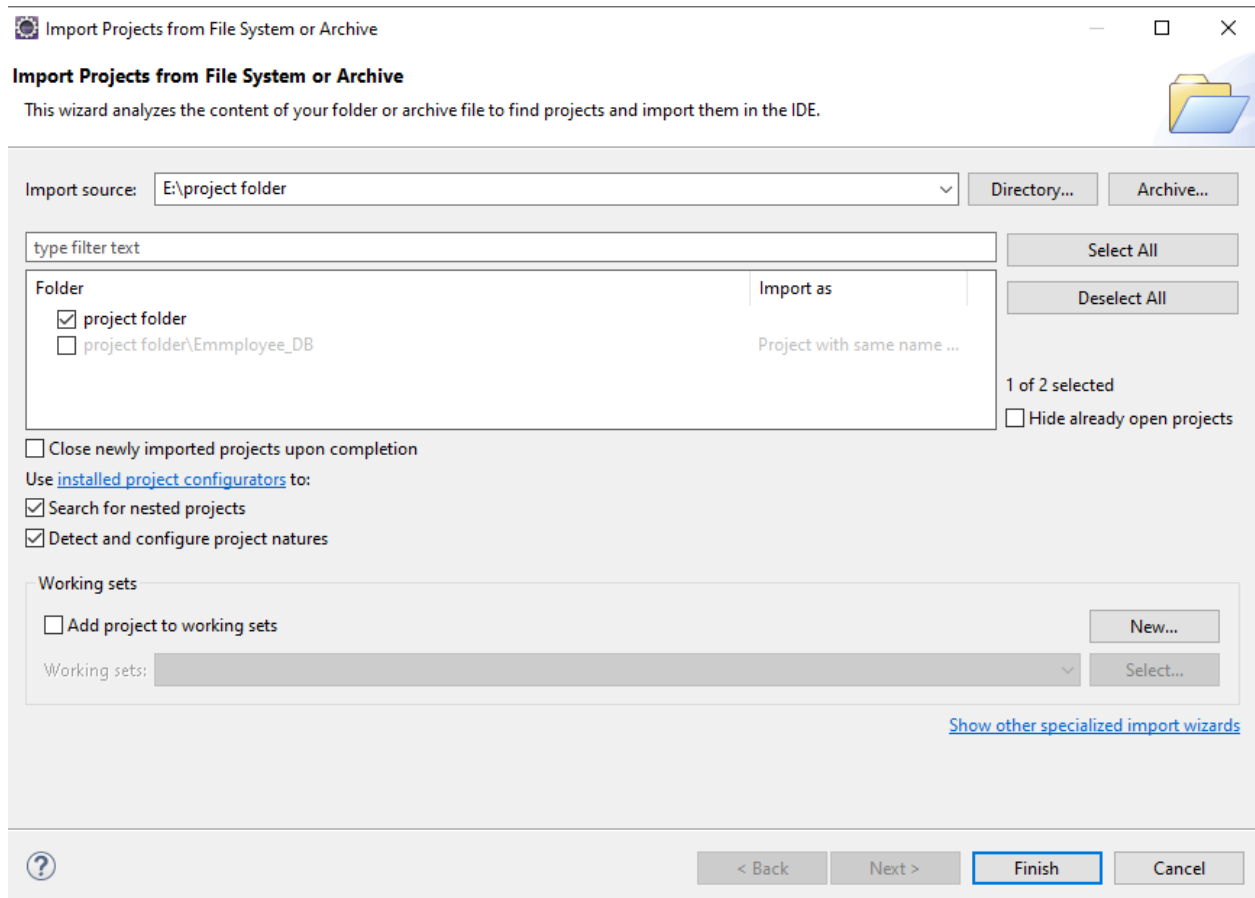 Import Projects from File System or Archive
Import Projects from File System or Archive
This wizard analyzes the content of your folder or archive file to find projects and import them in the IDE.
Import source: E:\project folder Directory... Archive...
type filter text Select All
Folder Import as
Deselect All
project folder
project folder\Emmployee_DB Project with same name ...
1 of 2 selected
Hide already open projects
Close newly imported projects upon completion
Use installed project configurators to:
Search for nested projects
Detect and configure project natures
Working sets
Add project to working sets New...
Working sets: Select...
Show other specialized import wizards
? < Back Next > Finish Cancel